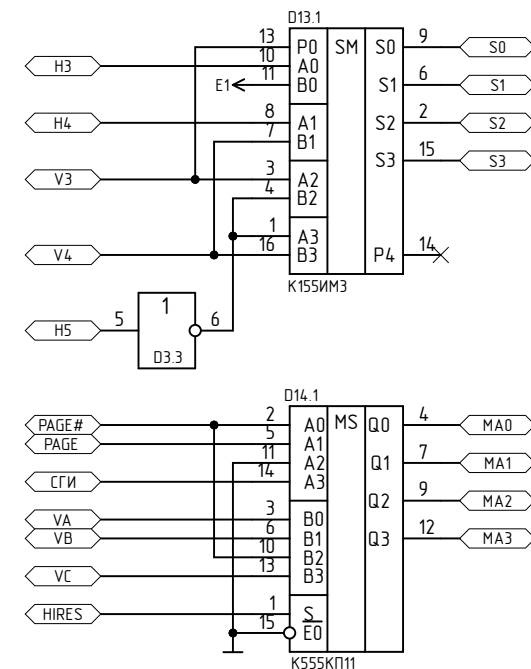 D13.1
13 P0 SM S0 9 S0
H3 10 A0
E1 11 B0 S1 6 S1
H4 8 A1 S2 2 S2
7 B1
V3 3 A2 S3 15 S3
4 B2
1 A3
V4 16 B3 P4 14
К155ИМ3
H5 5 1 6
D3.3
D14.1
PAGE# 2 A0 MS Q0 4 MA0
PAGE 5 A1
11 A2 Q1 7 MA1
СГИ 14 A3
Q2 9 MA2
VA 3 B0
VB 6 B1 Q3 12 MA3
10 B2
VC 13 B3
HIRES 1 S
15 E0
К555КП11